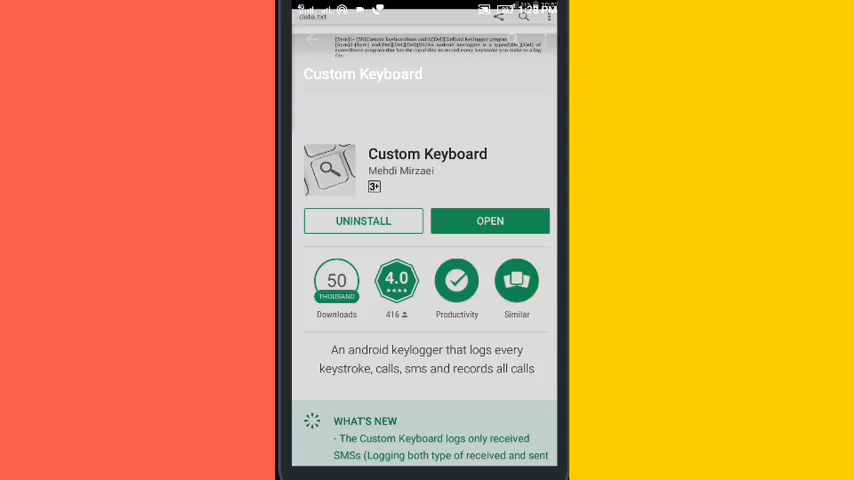 data.txt
Custom Keyboard
Custom Keyboard
Mehdi Mirzaei
3+
UNINSTALL
OPEN
50
THOUSAND
4.0
Downloads
416
Productivity
Similar
An android keylogger that logs every
keystroke, calls, sms and records all calls
WHAT'S NEW
- The Custom Keyboard logs only received
SMSs (Logging both type of received and sent